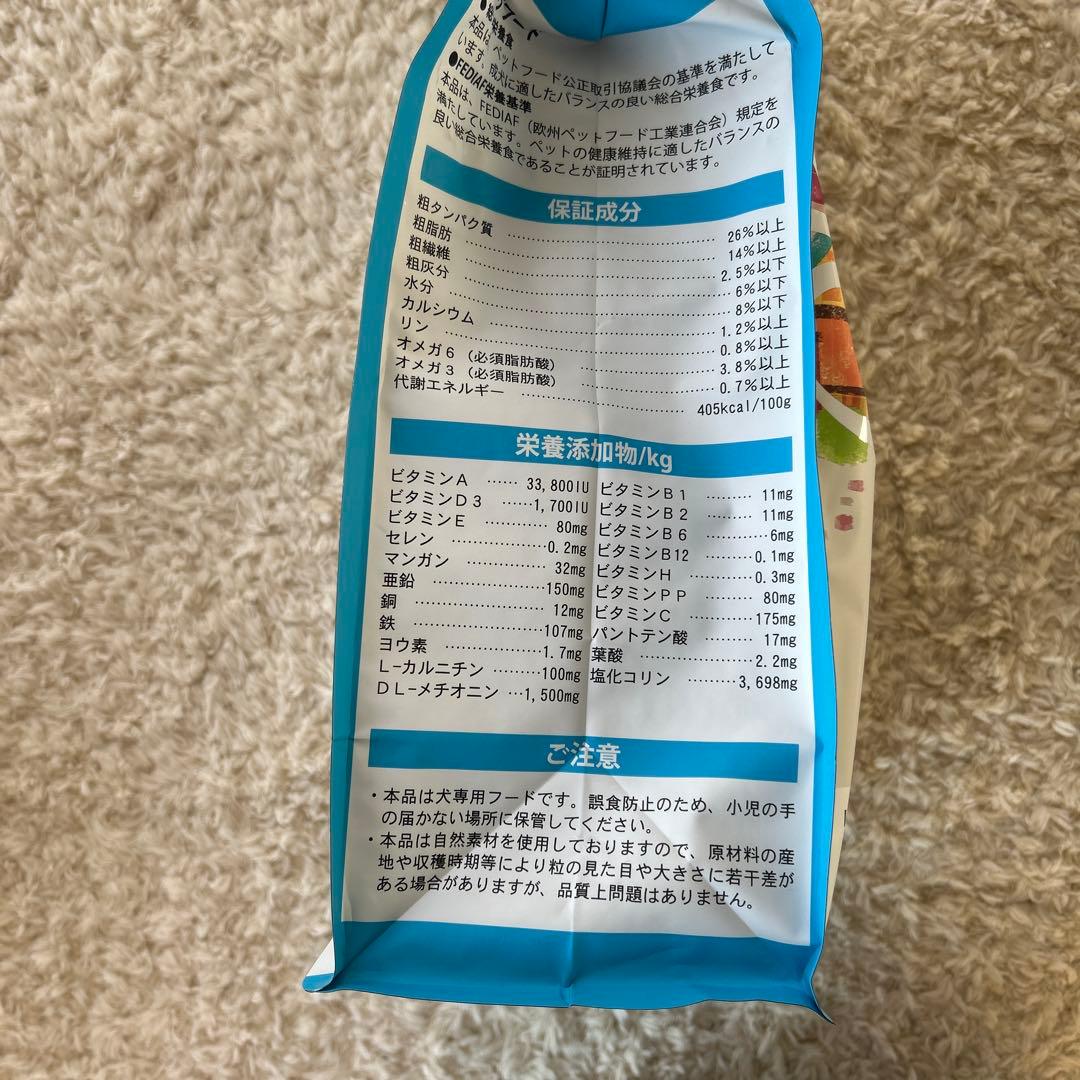 フード
●総合栄養食
本品は、ペットフード公正取引協議会の基準を満たして
います。成犬に適したバランスの良い総合栄養食です。
●FEDIAF栄養基準
本品は、FEDIAF（欧州ペットフード工業連合会）規定を
満たしています。ペットの健康維持に適したバランスの
良い総合栄養食であることが証明されています。
保証成分
粗タンパク質 ………… 26%以上
粗脂肪 ………… 14%以上
粗繊維 ………… 2.5%以下
粗灰分 ………… 6%以下
水分 ………… 8%以下
カルシウム ………… 1.2%以上
リン ………… 0.8%以上
オメガ6（必須脂肪酸） ………… 3.8%以上
オメガ3（必須脂肪酸） ………… 0.7%以上
代謝エネルギー ………… 405kcal/100g
栄養添加物/kg
ビタミンA …… 33,800IU
ビタミンD3 ……1,700IU
ビタミンE ………… 80mg
セレン …………0.2mg
マンガン ………… 32mg
亜鉛 …………150mg
銅 ………… 12mg
鉄 …………107mg
ヨウ素 …………1.7mg
L-カルニチン ………100mg
DL-メチオニン …1,500mg
ビタミンB1 ……… 11mg
ビタミンB2 ……… 11mg
ビタミンB6 ………6mg
ビタミンB12 ………0.1mg
ビタミンH …………0.3mg
ビタミンPP ……… 80mg
ビタミンC …………175mg
パントテン酸 ……… 17mg
葉酸 …………2.2mg
塩化コリン ………3,698mg
ご注意
・本品は犬専用フードです。誤食防止のため、小児の手
の届かない場所に保管してください。
・本品は自然素材を使用しておりますので、原材料の産
地や収穫時期等により粒の見た目や大きさに若干差が
ある場合がありますが、品質上問題はありません。